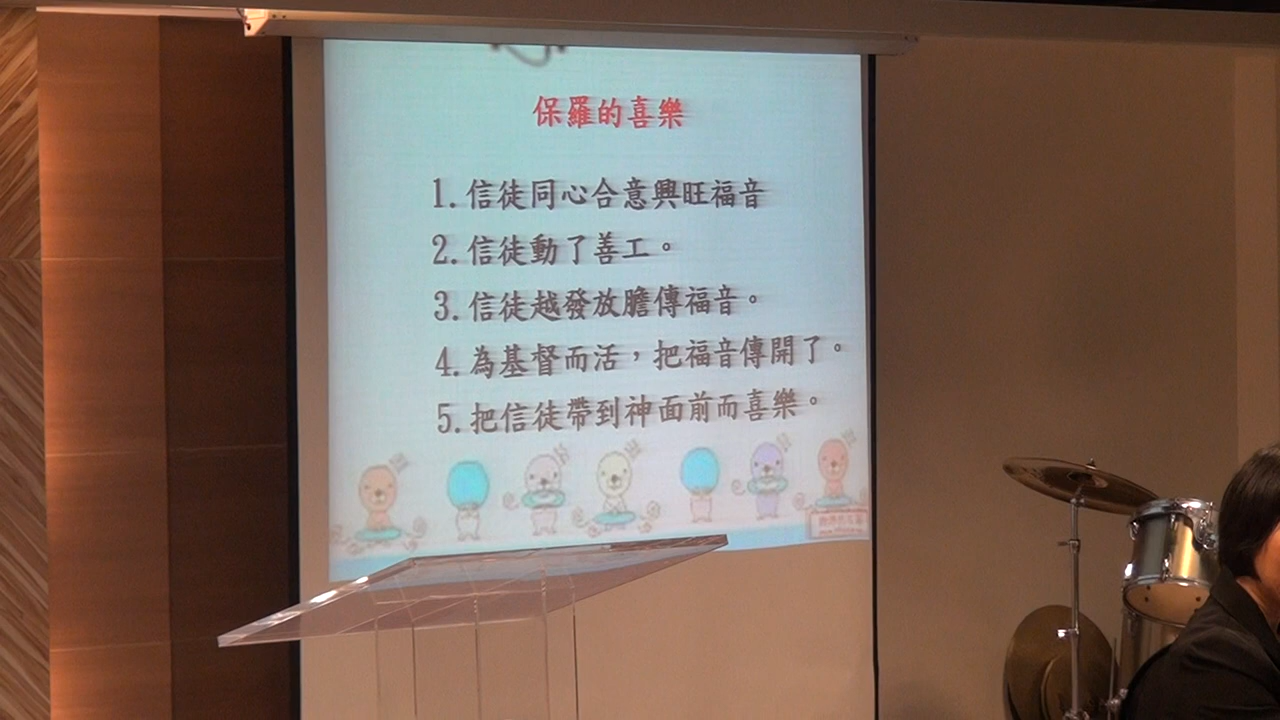 保羅的喜樂
1.信徒同心合意興旺福音
2.信徒動了善工。
3.信徒越發放膽傳福音。
4.為基督而活，把福音傳開了。
5.把信徒帶到神面前而喜樂。